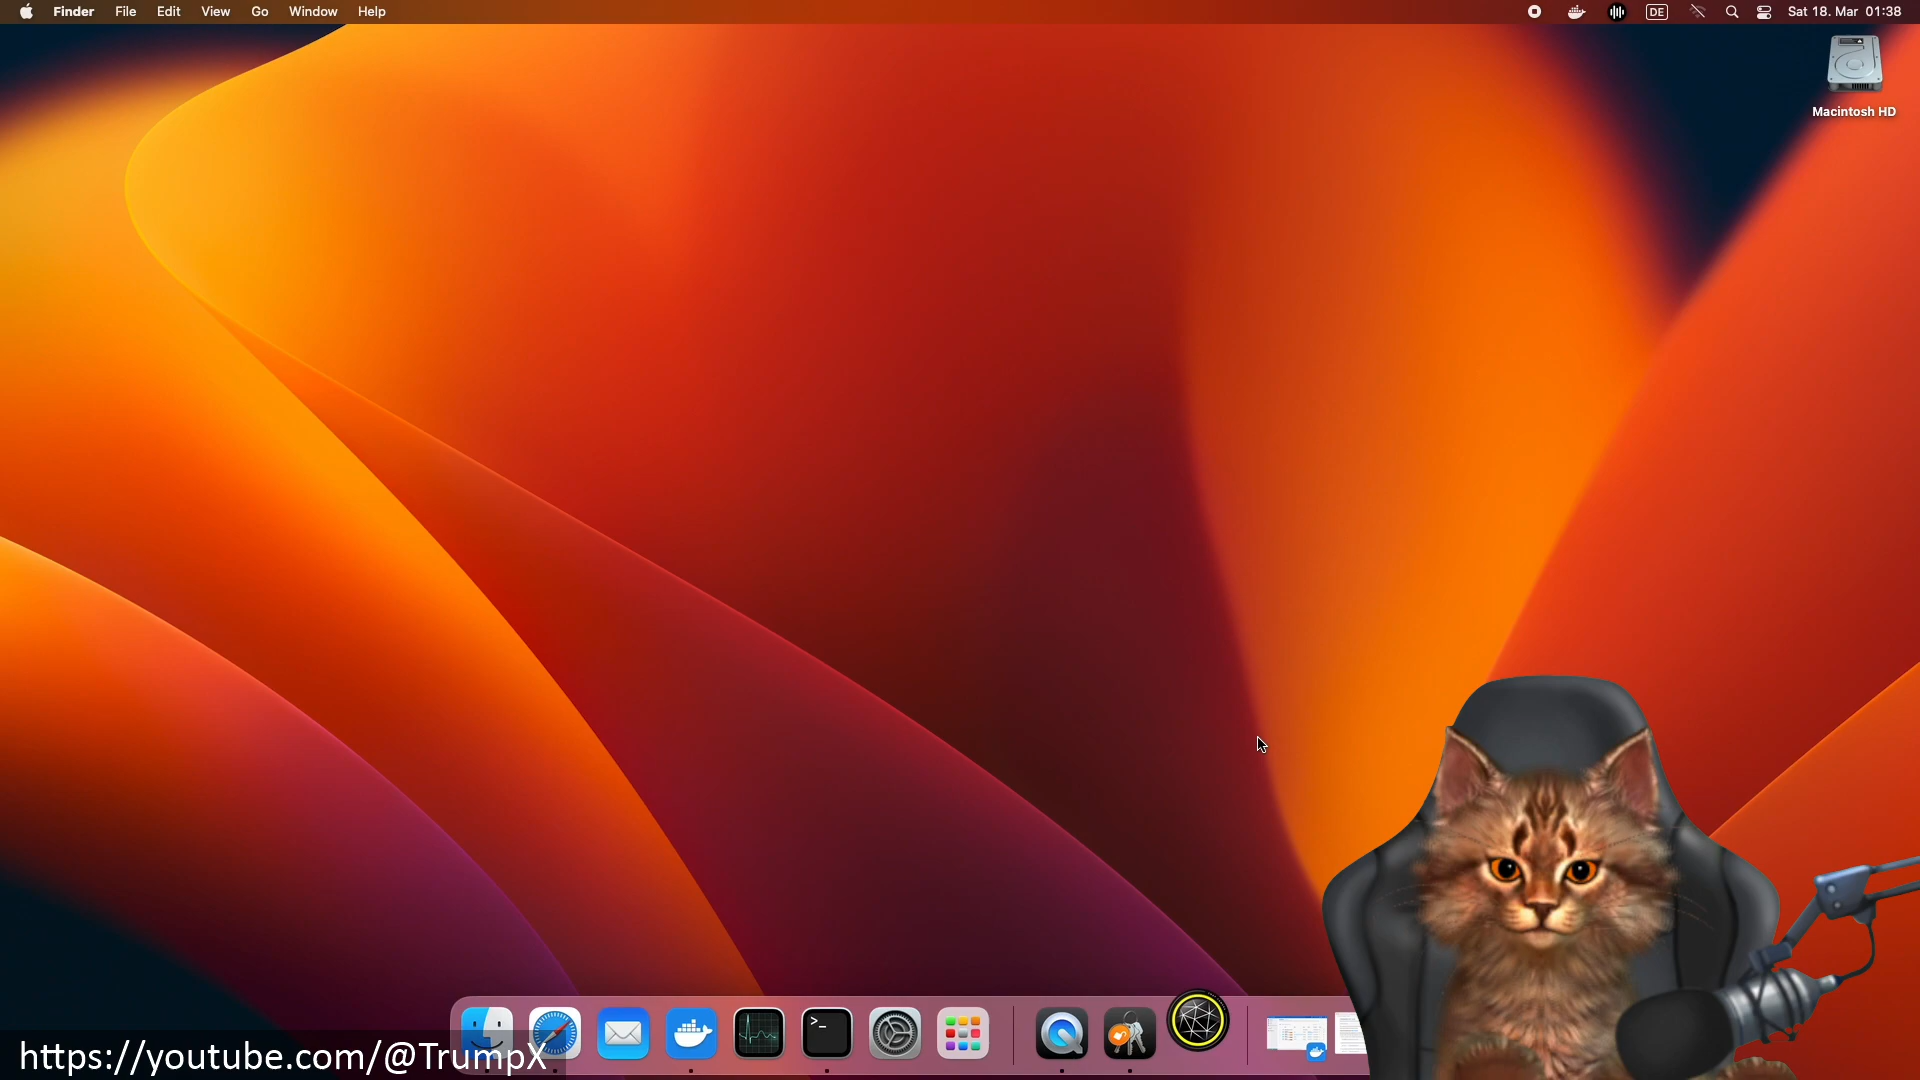 Finder File Edit View Go Window Help DE Sat 18. Mar 01:38
Macintosh HD
>_
https://youtube.com/@TrumpX